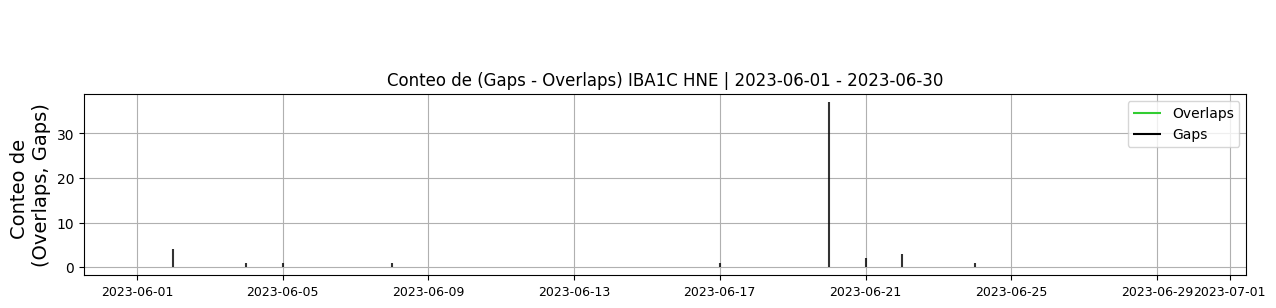 Conteo de (Gaps - Overlaps) IBA1C HNE | 2023-06-01 - 2023-06-30
Conteo de
(Overlaps, Gaps)
30
20
10
0
Overlaps
Gaps
2023-06-01 2023-06-05 2023-06-09 2023-06-13 2023-06-17 2023-06-21 2023-06-25 2023-06-29 2023-07-01